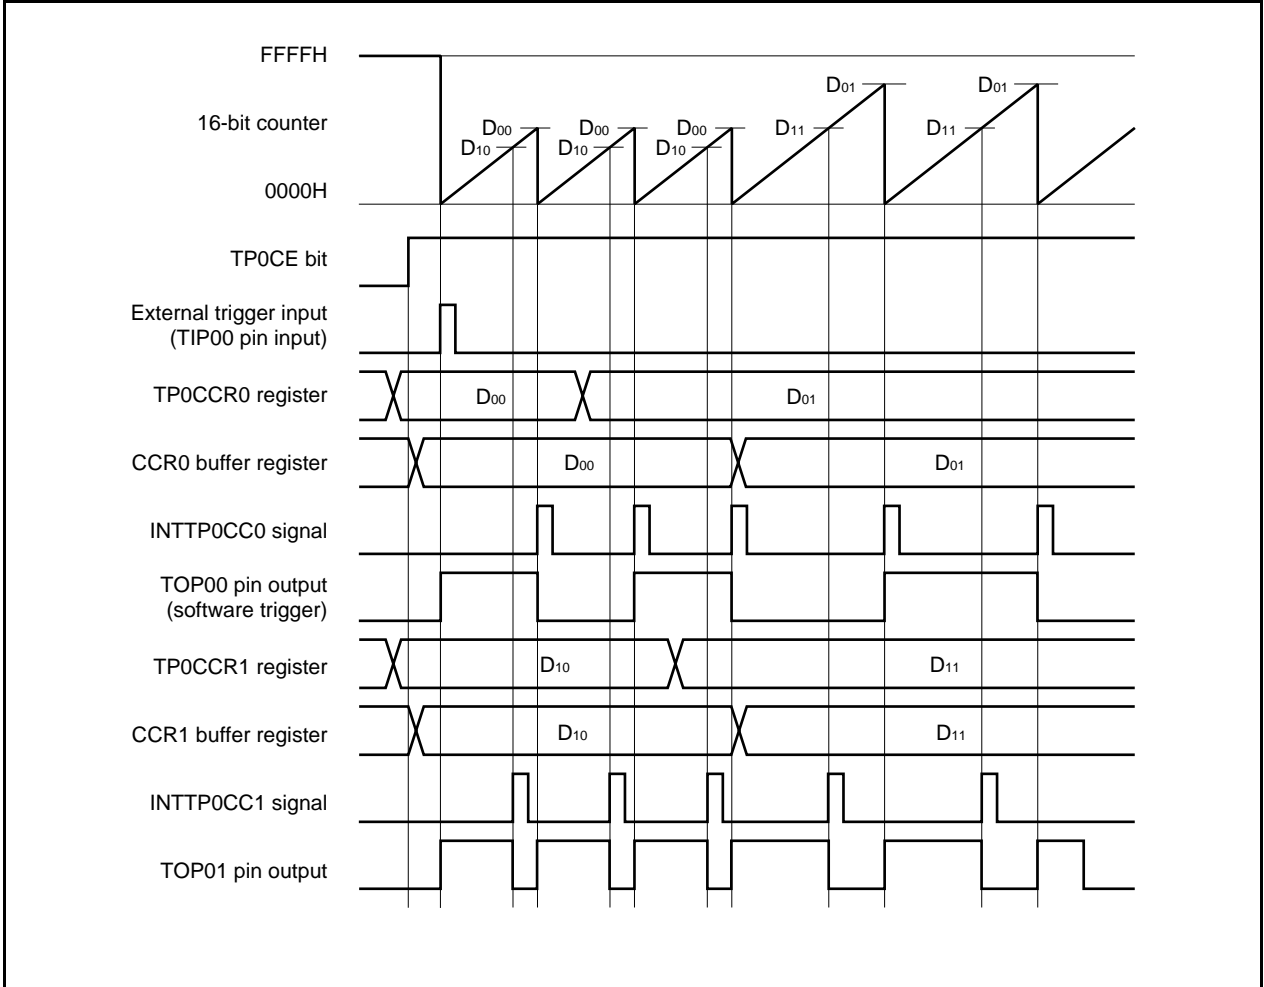 FFFFH
16-bit counter
0000H
D00 D00 D00 D01 D01
D10 D10 D10 D11 D11
TP0CE bit
External trigger input
(TIP00 pin input)
TP0CCR0 register
D00 D01
CCR0 buffer register
D00 D01
INTTP0CC0 signal
TOP00 pin output
(software trigger)
TP0CCR1 register
D10 D11
CCR1 buffer register
D10 D11
INTTP0CC1 signal
TOP01 pin output